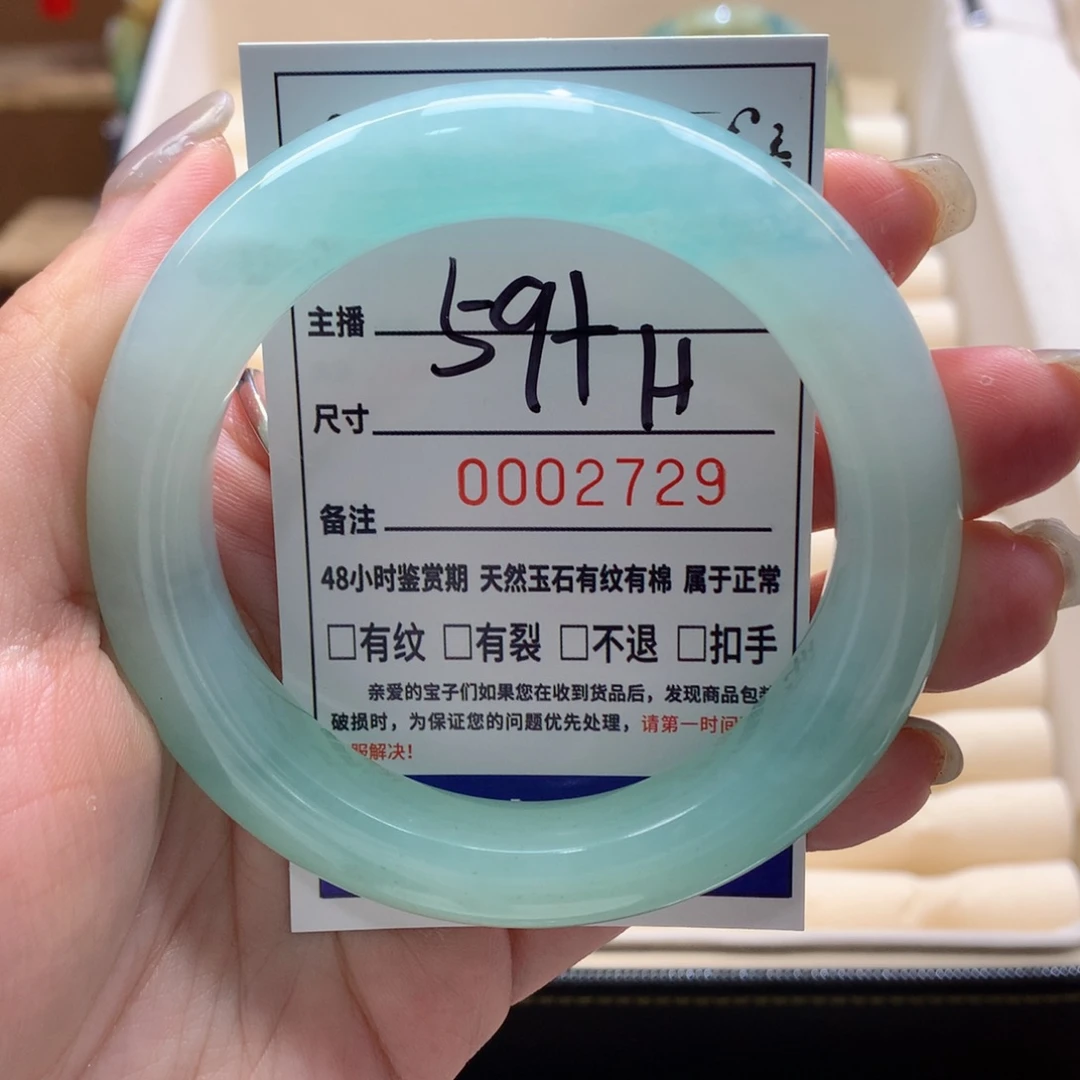 主播 59+
H
尺寸
0002729
备注
48小时鉴赏期 天然玉石有纹有棉 属于正常
□有纹 □有裂 □不退 □扣手
亲爱的宝子们如果您在收到货品后,发现商品包装
破损时,为保证您的问题优先处理,请第一时间
服解决!